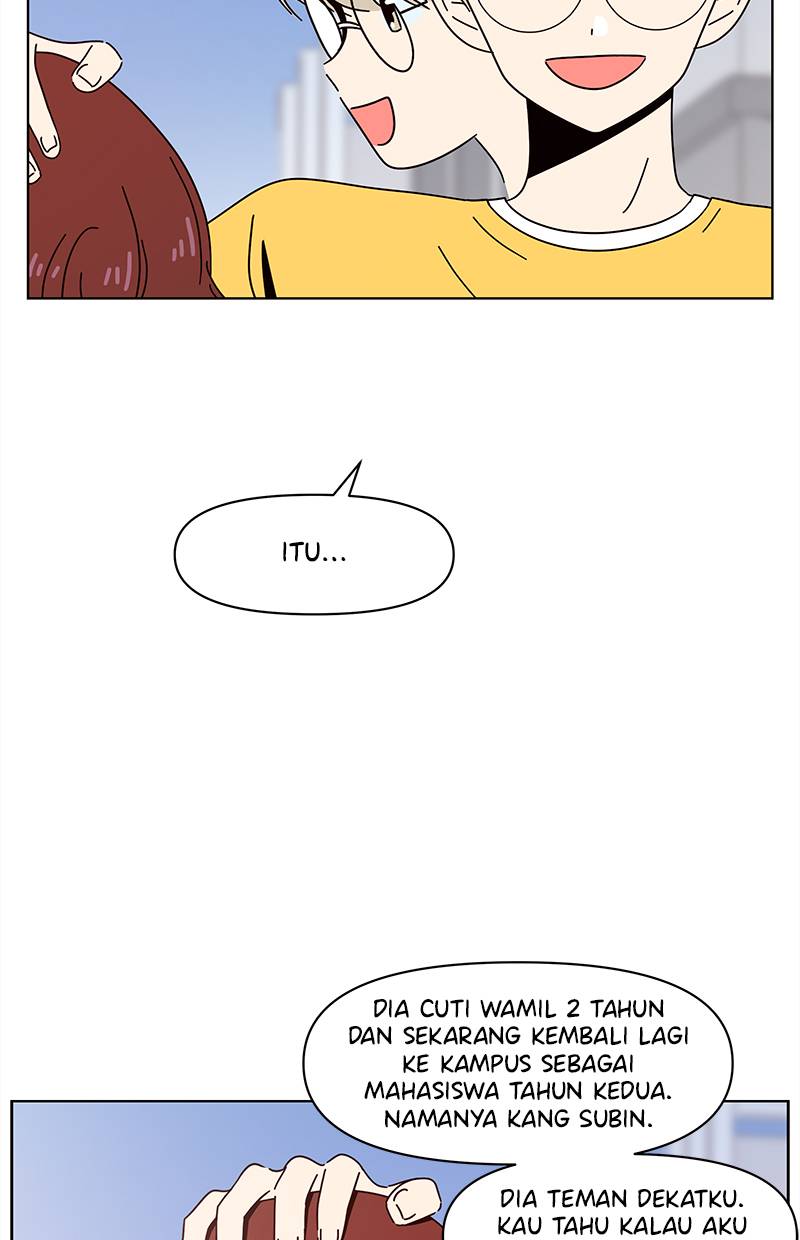 ITU...
DIA CUTI WAMIL 2 TAHUN
DAN SEKARANG KEMBALI LAGI
KE KAMPUS SEBAGAI
MAHASISWA TAHUN KEDUA.
NAMANYA KANG SUBIN.
DIA TEMAN DEKATKU.
KAU TAHU KALAU AKU